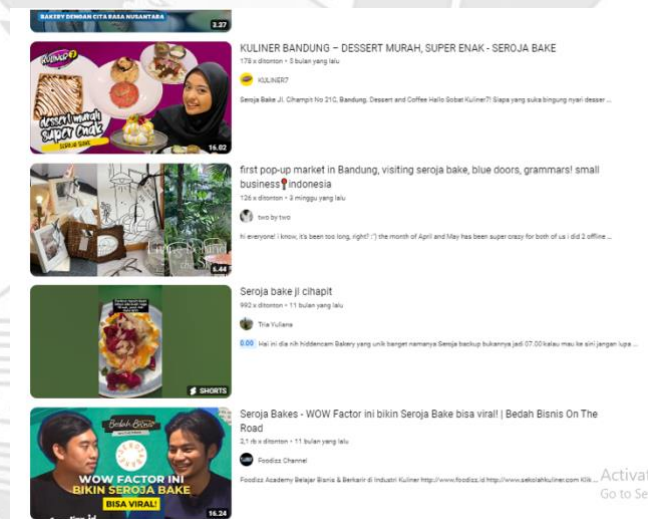 BAKERY DENGAN CITA RASA NUSANTARA
3.27
KULINER7
dessert murah
super enak
SEROJA BAKE
16.02
KULINER BANDUNG – DESSERT MURAH, SUPER ENAK - SEROJA BAKE
178 x ditonton • 5 bulan yang lalu
KULINER7
Seroja Bake Jl. Cihampit No 21C, Bandung. Dessert and Coffee Hallo Sobat Kuliner7! Siapa yang suka bingung nyari desser ...
6.44
first pop-up market in Bandung, visiting seroja bake, blue doors, grammars! small
business📍indonesia
126 x ditonton • 3 minggu yang lalu
two by two
hi everyone! i know, it's been too long, right? :') the month of April and May has been super crazy for both of us i did 2 offline ...
SHORTS
Seroja bake jl cihapit
992 x ditonton • 11 bulan yang lalu
Tria Yuliana
0.00 Hai ini dia nih hiddencam Bakery yang unik banget namanya Seroja backup bukannya jadi 07.00 kalau mau ke sini jangan lupa ...
Bedah Bisnis
WOW FACTOR INI
BIKIN SEROJA BAKE
BISA VIRAL!
16.24
Seroja Bakes - WOW Factor ini bikin Seroja Bake bisa viral! | Bedah Bisnis On The
Road
2,1 rb x ditonton • 11 bulan yang lalu
Foodizz Channel
Foodizz Academy Belajar Bisnis & Berkarir di Industri Kuliner http://www.foodizz.id http://www.sekolahkuliner.com Klik ...
Activat
Go to Se